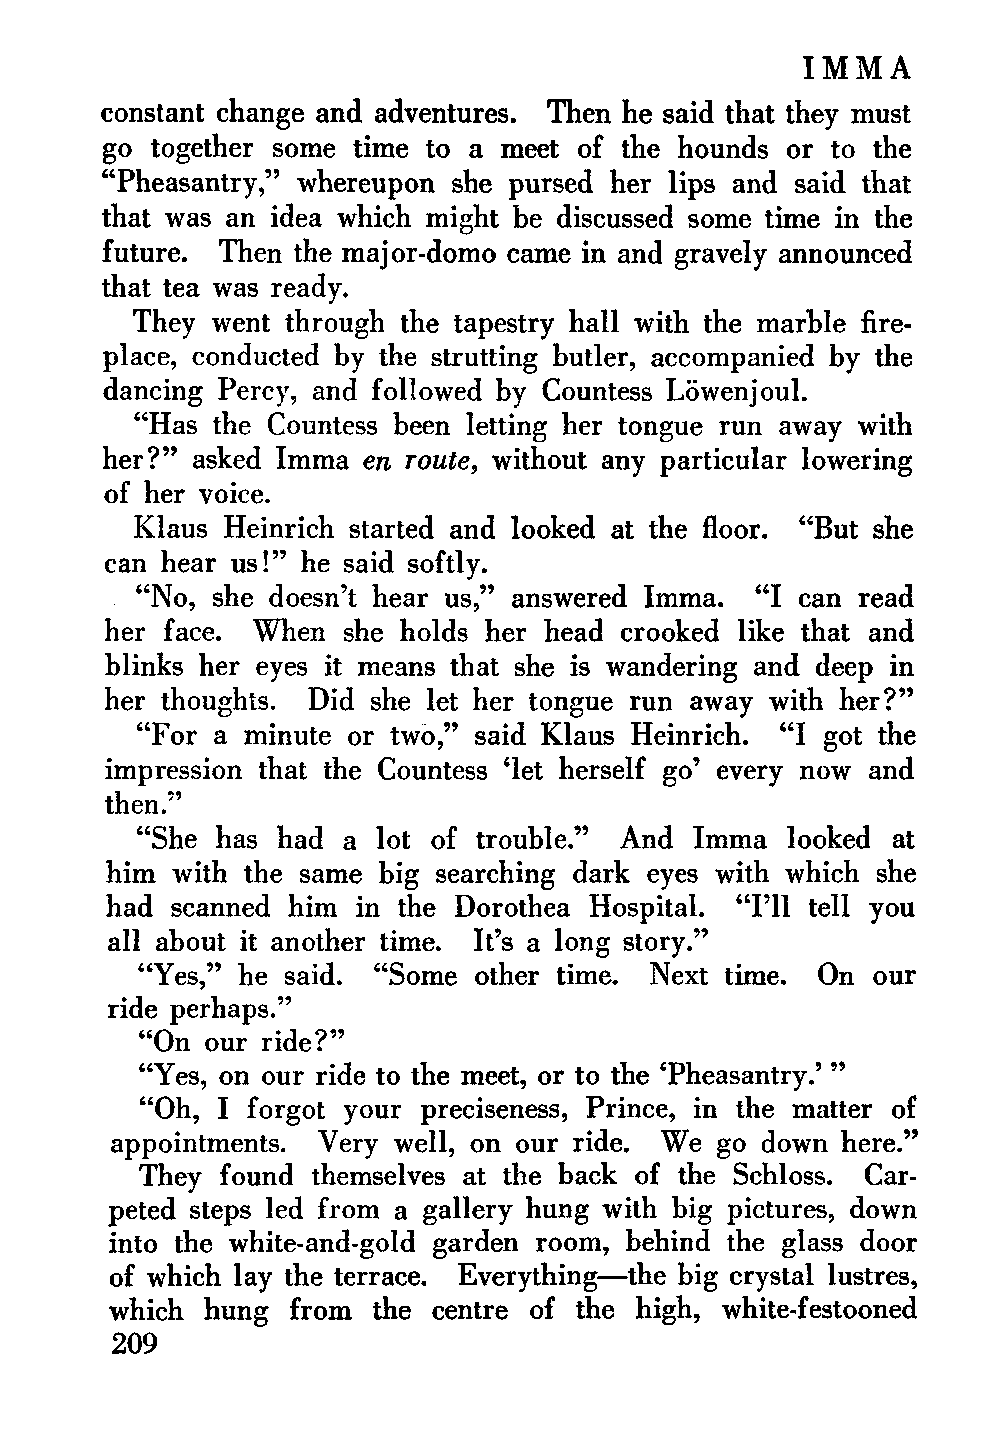 IMMA
constant change and adventures. Then he said that they must
go together some time to a meet of the hounds or to the
“Pheasantry,” whereupon she pursed her lips and said that
that was an idea which might be discussed some time in the
future. Then the major-domo came in and gravely announced
that tea was ready.
They went through the tapestry hall with the marble fire-
place, conducted by the strutting butler, accompanied by the
dancing Percy, and followed by Countess Löwenjoul.
“Has the Countess been letting her tongue run away with
her?” asked Imma en route, without any particular lowering
of her voice.
Klaus Heinrich started and looked at the floor. “But she
can hear us!” he said softly.
“No, she doesn’t hear us,” answered Imma. “I can read
her face. When she holds her head crooked like that and
blinks her eyes it means that she is wandering and deep in
her thoughts. Did she let her tongue run away with her?”
“For a minute or two,” said Klaus Heinrich. “I got the
impression that the Countess ‘let herself go’ every now and
then.”
“She has had a lot of trouble.” And Imma looked at
him with the same big searching dark eyes with which she
had scanned him in the Dorothea Hospital. “I’ll tell you
all about it another time. It’s a long story.”
“Yes,” he said. “Some other time. Next time. On our
ride perhaps.”
“On our ride?”
“Yes, on our ride to the meet, or to the ‘Pheasantry.’ ”
“Oh, I forgot your preciseness, Prince, in the matter of
appointments. Very well, on our ride. We go down here.”
They found themselves at the back of the Schloss. Car-
peted steps led from a gallery hung with big pictures, down
into the white-and-gold garden room, behind the glass door
of which lay the terrace. Everything—the big crystal lustres,
which hung from the centre of the high, white-festooned
209